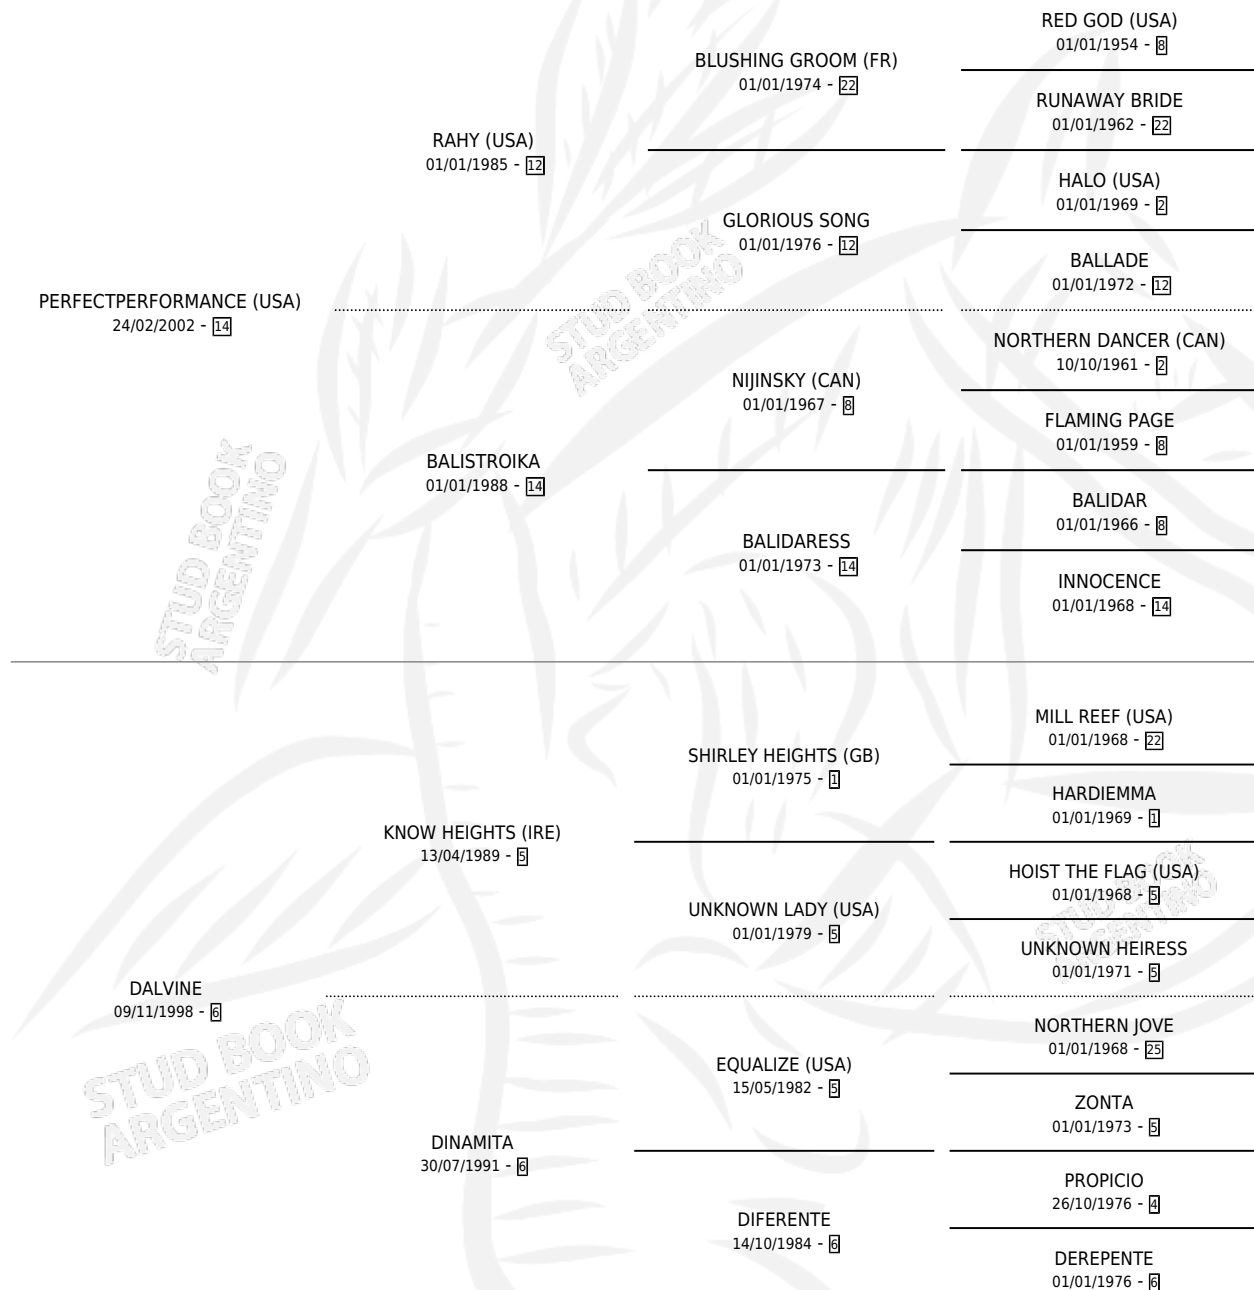 RED GOD (USA)
01/01/1954 - 8
BLUSHING GROOM (FR)
01/01/1974 - 22
RUNAWAY BRIDE
01/01/1962 - 22
RAHY (USA)
01/01/1985 - 12
HALO (USA)
01/01/1969 - 2
GLORIOUS SONG
01/01/1976 - 12
BALLADE
01/01/1972 - 12
PERFECTPERFORMANCE (USA)
24/02/2002 - 14
STUD BOOK
ARGENTINO
NORTHERN DANCER (CAN)
10/10/1961 - 2
NIJINSKY (CAN)
01/01/1967 - 8
FLAMING PAGE
01/01/1959 - 8
BALISTROIKA
01/01/1988 - 14
BALIDAR
01/01/1966 - 8
BALIDARESS
01/01/1973 - 14
INNOCENCE
01/01/1968 - 14
STUD BOOK
ARGENTINO
MILL REEF (USA)
01/01/1968 - 22
SHIRLEY HEIGHTS (GB)
01/01/1975 - 1
HARDIEMMA
01/01/1969 - 1
KNOW HEIGHTS (IRE)
13/04/1989 - 5
HOIST THE FLAG (USA)
01/01/1968 - 5
UNKNOWN LADY (USA)
01/01/1979 - 5
UNKNOWN HEIRESS
01/01/1971 - 5
STUD BOOK
ARGENTINO
DALVINE
09/11/1998 - 6
NORTHERN JOVE
01/01/1968 - 25
EQUALIZE (USA)
15/05/1982 - 5
ZONTA
01/01/1973 - 5
STUD BOOK
ARGENTINO
DINAMITA
30/07/1991 - 6
PROPICIO
26/10/1976 - 4
DIFERENTE
14/10/1984 - 6
DEREPENTE
01/01/1976 - 6